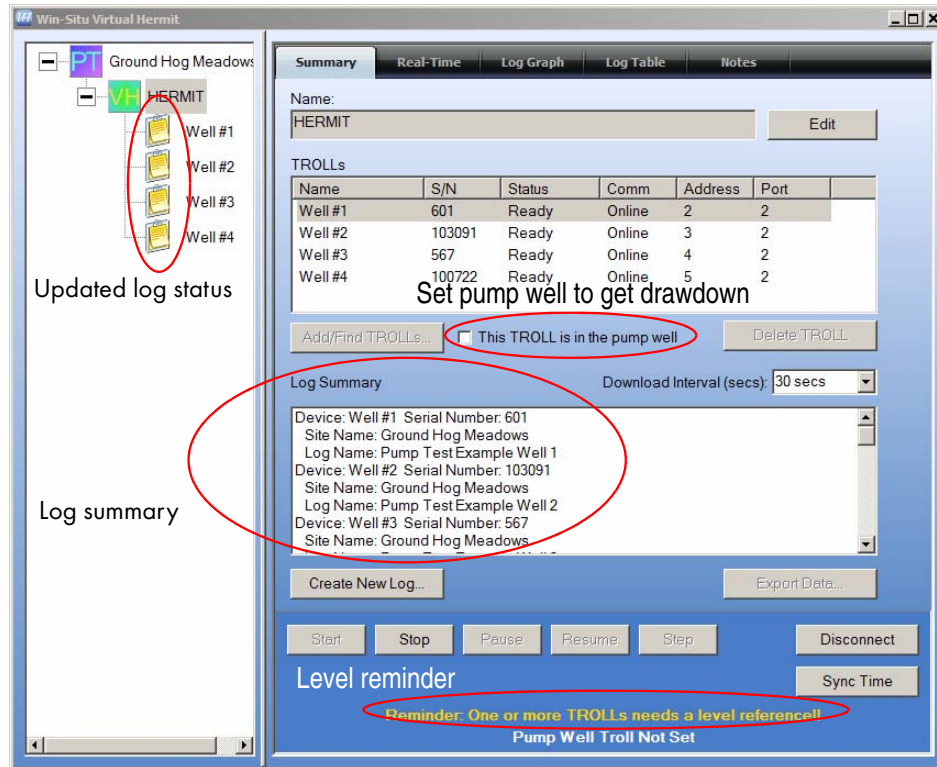 Win-Situ Virtual Hermit
PT Ground Hog Meadows
VH HERMIT
Well #1
Well #2
Well #3
Well #4
Updated log status
Log summary
Summary Real-Time Log Graph Log Table Notes
Name:
HERMIT Edit
TROLLs
Name S/N Status Comm Address Port
Well #1 601 Ready Online 2 2
Well #2 103091 Ready Online 3 2
Well #3 567 Ready Online 4 2
Well #4 100722 Ready Online 5 2
Set pump well to get drawdown
Add/Find TROLLs... This TROLL is in the pump well Delete TROLL
Log Summary Download Interval (secs): 30 secs
Device: Well #1 Serial Number: 601
Site Name: Ground Hog Meadows
Log Name: Pump Test Example Well 1
Device: Well #2 Serial Number: 103091
Site Name: Ground Hog Meadows
Log Name: Pump Test Example Well 2
Device: Well #3 Serial Number: 567
Site Name: Ground Hog Meadows
Create New Log... Export Data...
Start Stop Pause Resume Step Disconnect
Level reminder Sync Time
Reminder: One or more TROLLs needs a level reference!!
Pump Well Troll Not Set